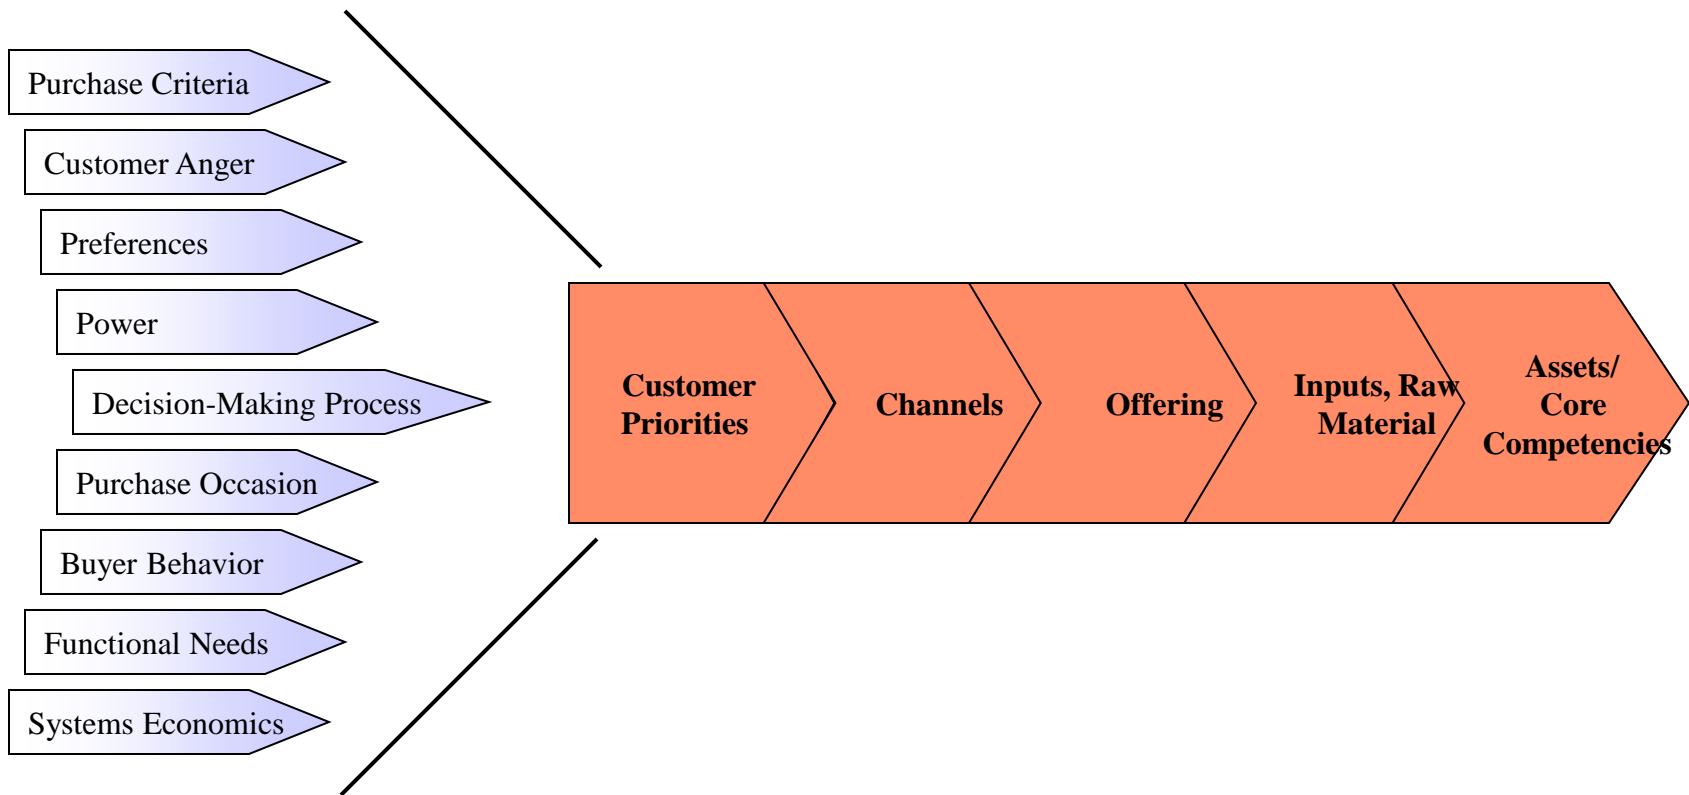 Purchase Criteria
Customer Anger
Preferences
Power
Decision-Making Process
Purchase Occasion
Buyer Behavior
Functional Needs
Systems Economics
Customer
Priorities
Channels
Offering
Inputs, Raw
Material
Assets/
Core
Competencies